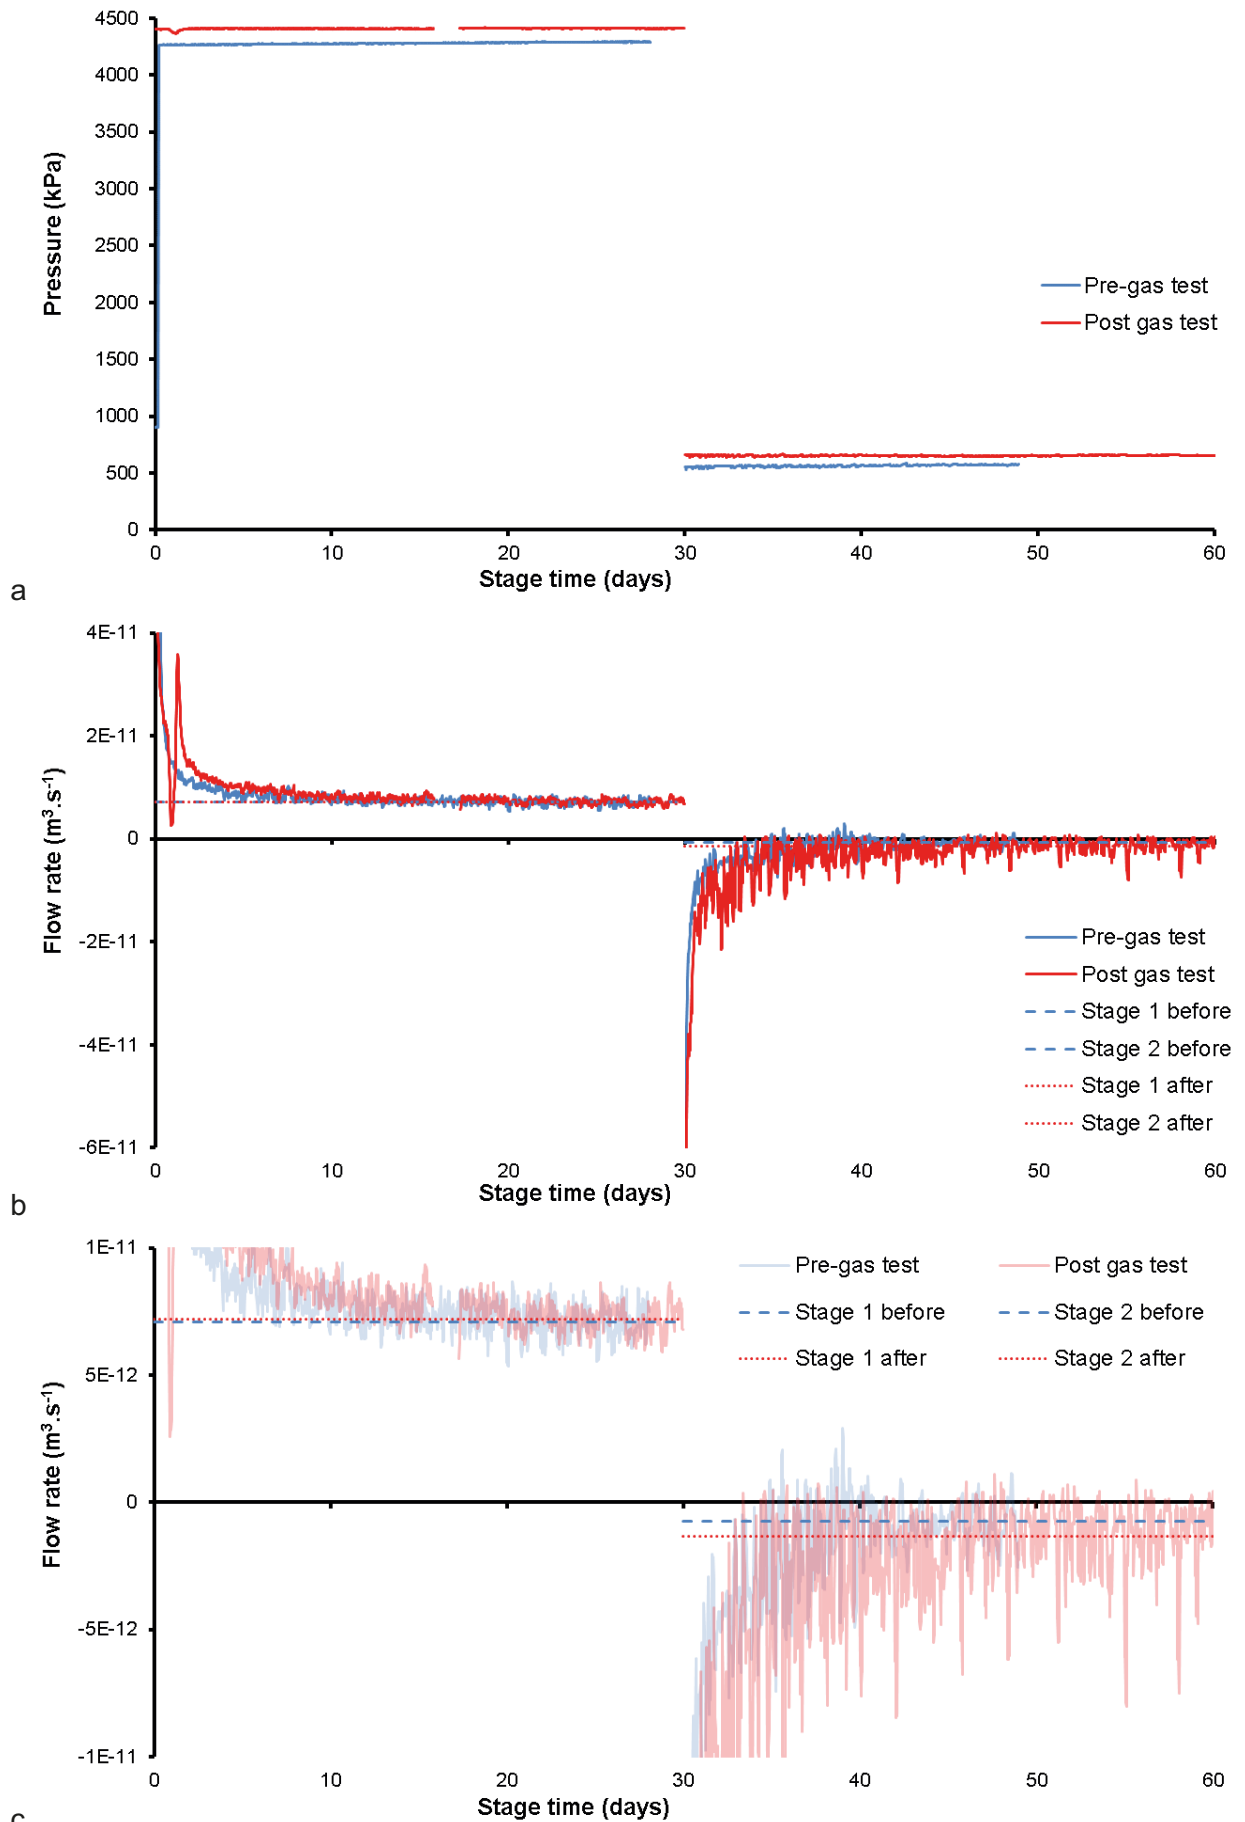 4500
4000
3500
3000
2500
2000
1500
1000
500
0
Pressure (kPa)
Pre-gas test
Post gas test
0 10 20 30 40 50 60
Stage time (days)
a
4E-11
2E-11
0
-2E-11
-4E-11
-6E-11
Flow rate (m³.s⁻¹)
Pre-gas test
Post gas test
Stage 1 before
Stage 2 before
Stage 1 after
Stage 2 after
0 10 20 30 40 50 60
Stage time (days)
b
1E-11
5E-12
0
-5E-12
-1E-11
Flow rate (m³.s⁻¹)
Pre-gas test Post gas test
Stage 1 before Stage 2 before
Stage 1 after Stage 2 after
0 10 20 30 40 50 60
Stage time (days)
c